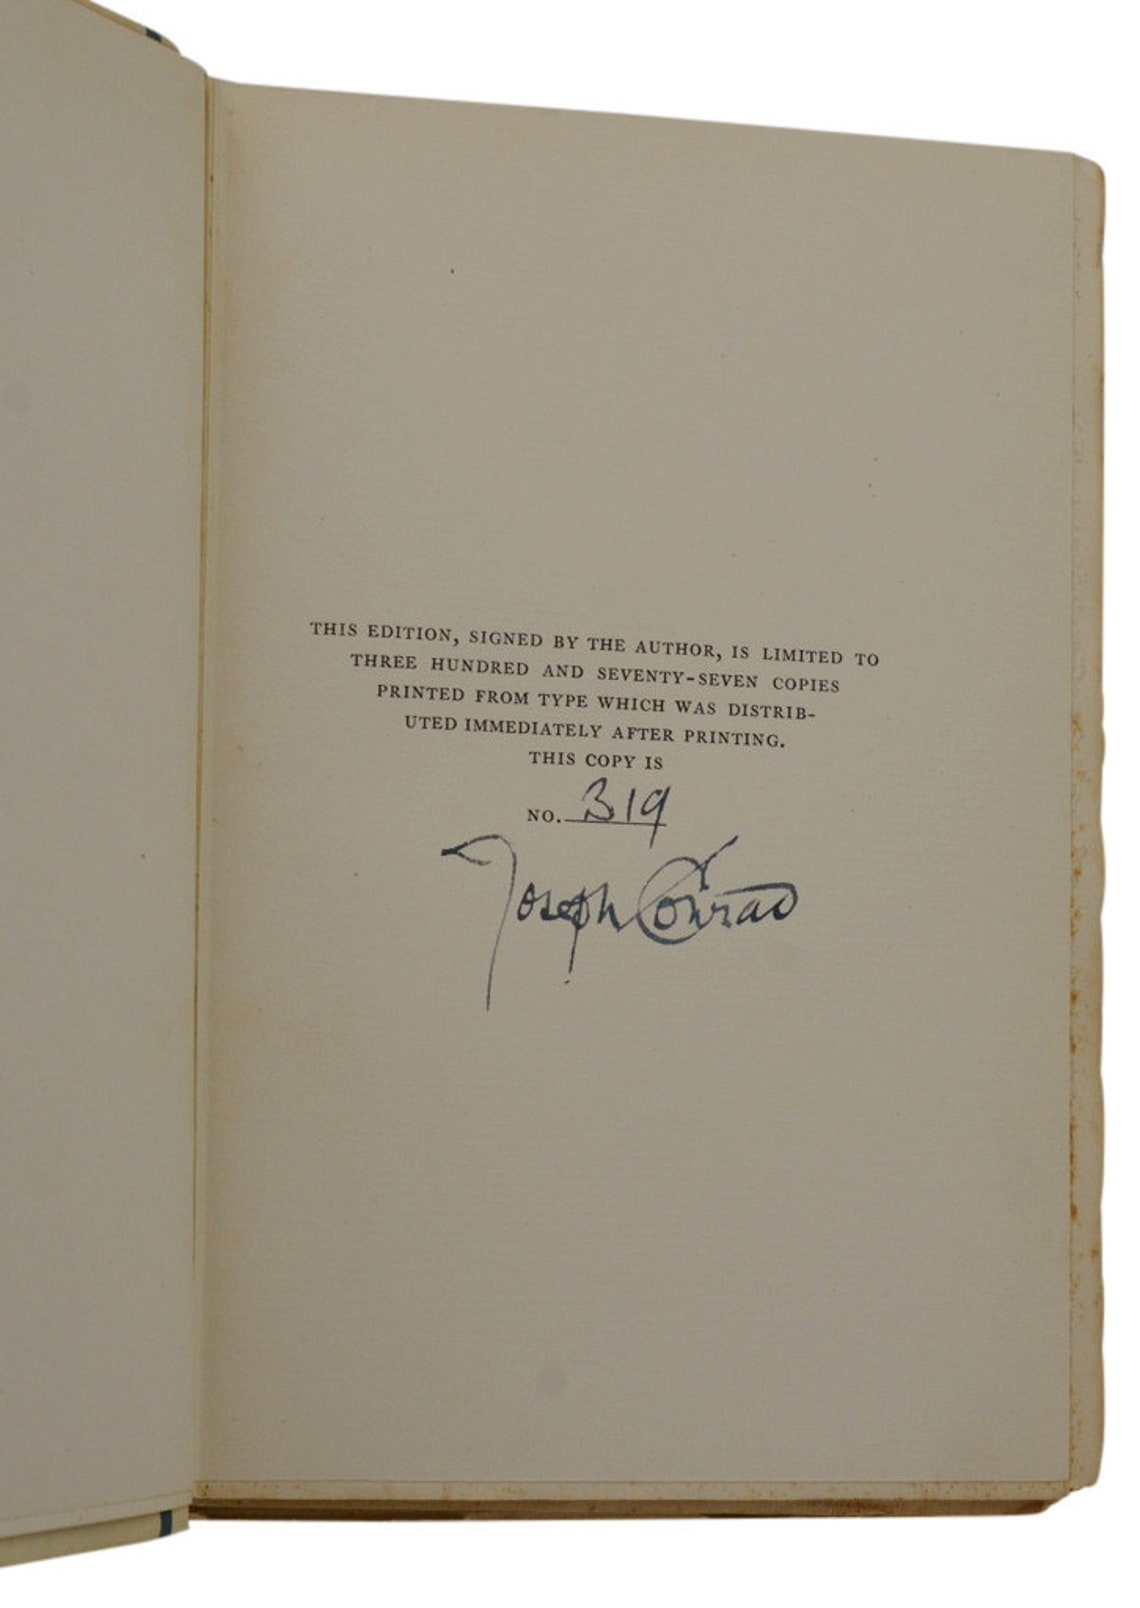 THIS EDITION, SIGNED BY THE AUTHOR, IS LIMITED TO
THREE HUNDRED AND SEVENTY-SEVEN COPIES
PRINTED FROM TYPE WHICH WAS DISTRIB-
UTED IMMEDIATELY AFTER PRINTING.
THIS COPY IS
NO. 319
Joseph Conrad